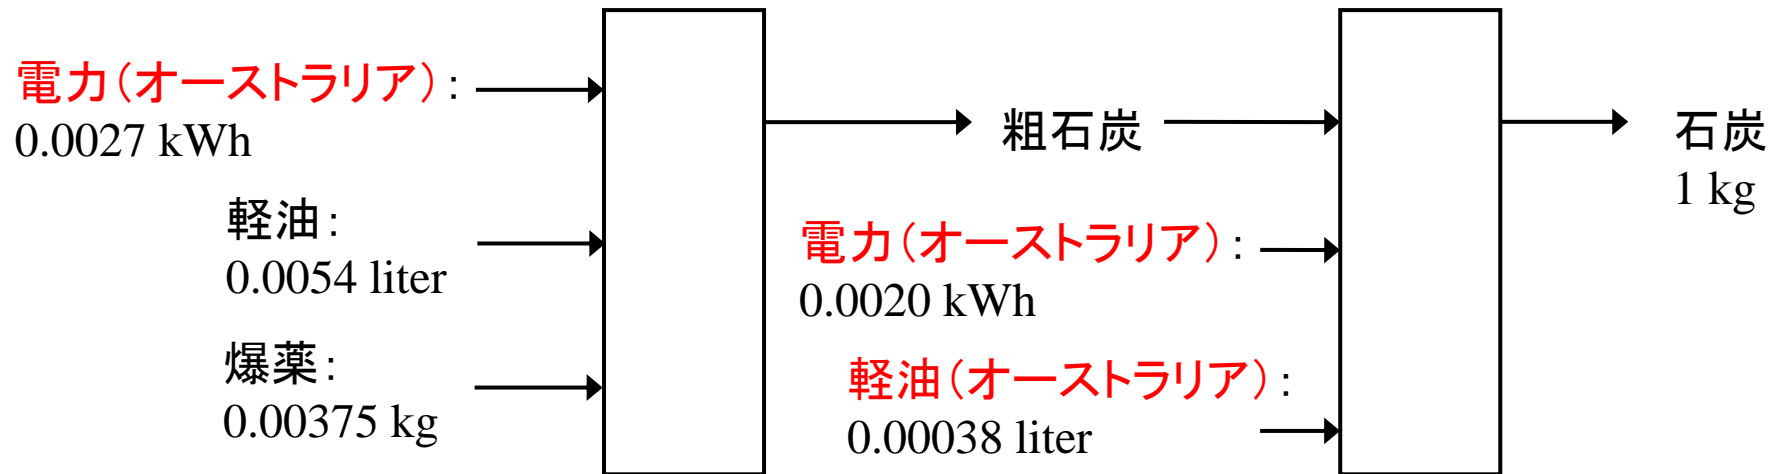 電力(オーストラリア):
0.0027 kWh
軽油:
0.0054 liter
爆薬:
0.00375 kg
粗石炭
電力(オーストラリア):
0.0020 kWh
軽油(オーストラリア):
0.00038 liter
石炭
1 kg